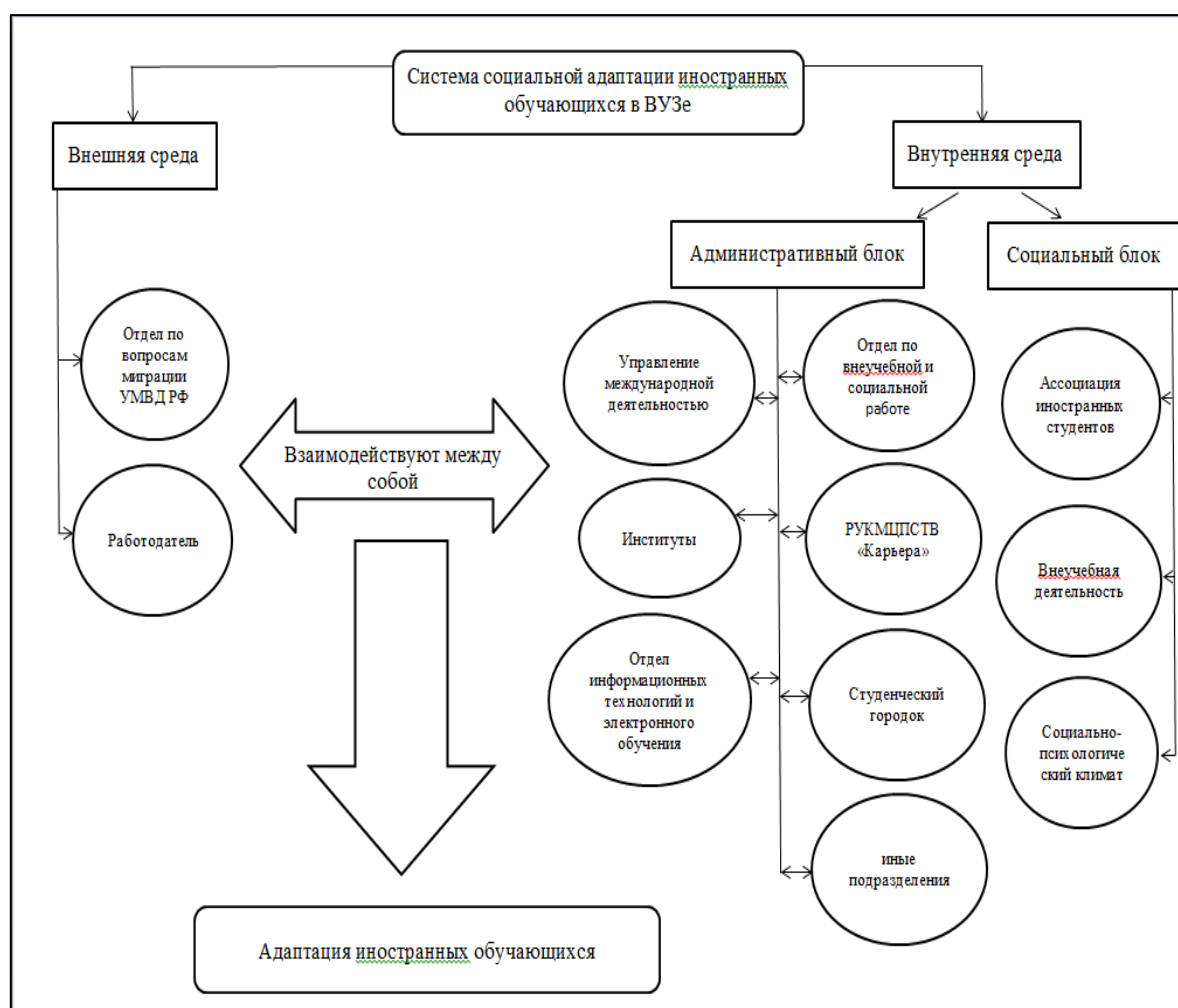 Система социальной адаптации иностранных
обучающихся в ВУЗе
Внешняя среда
Внутренняя среда
Административный блок
Социальный блок
Отдел по
вопросам
миграции
УМВД РФ
Работодатель
Взаимодействуют между
собой
Управление
международной
деятельностью
Институты
Отдел
информационных
технологий и
электронного
обучения
Отдел по
внеучебной и
социальной
работе
РУКМЦПСТВ
«Карьера»
Студенческий
городок
иные
подразделения
Ассоциация
иностранных
студентов
Внеучебная
деятельность
Социально-
психологиче
ский климат
Адаптация иностранных обучающихся